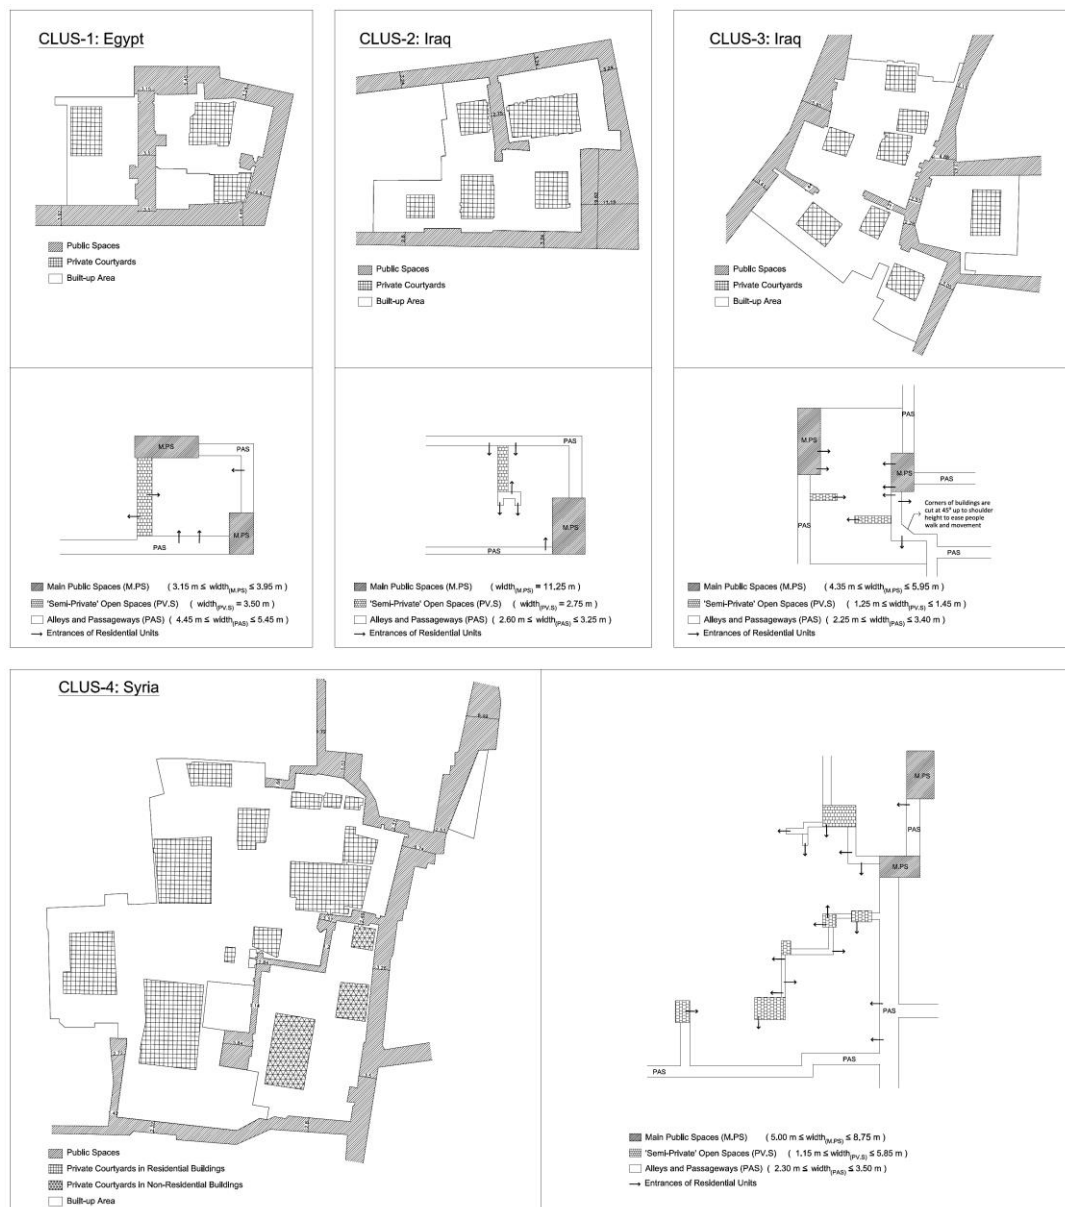 CLUS-1: Egypt
Public Spaces
Private Courtyards
Built-up Area
M.PS
PAS
M.PS
PAS
Main Public Spaces (M.PS) ( 3.15 m ≤ width(M.PS) ≤ 3.95 m )
'Semi-Private' Open Spaces (PV.S) ( width(PV.S) = 3.50 m )
Alleys and Passageways (PAS) ( 4.45 m ≤ width(PAS) ≤ 5.45 m )
Entrances of Residential Units
CLUS-2: Iraq
2.75
11.10
Public Spaces
Private Courtyards
Built-up Area
PAS
M.PS
PAS
Main Public Spaces (M.PS) ( width(M.PS) = 11.25 m )
'Semi-Private' Open Spaces (PV.S) ( width(PV.S) = 2.75 m )
Alleys and Passageways (PAS) ( 2.60 m ≤ width(PAS) ≤ 3.25 m )
Entrances of Residential Units
CLUS-3: Iraq
Public Spaces
Private Courtyards
Built-up Area
PAS
M.PS
M.PS
PAS
Corners of buildings are
cut at 45° up to shoulder
height to ease people
walk and movement
PAS
PAS
Main Public Spaces (M.PS) ( 4.35 m ≤ width(M.PS) ≤ 5.95 m )
'Semi-Private' Open Spaces (PV.S) ( 1.25 m ≤ width(PV.S) ≤ 1.45 m )
Alleys and Passageways (PAS) ( 2.25 m ≤ width(PAS) ≤ 3.40 m )
Entrances of Residential Units
CLUS-4: Syria
Public Spaces
Private Courtyards in Residential Buildings
Private Courtyards in Non-Residential Buildings
Built-up Area
M.PS
PAS
M.PS
PAS
PAS
PAS
Main Public Spaces (M.PS) ( 5.00 m ≤ width(M.PS) ≤ 8.75 m )
'Semi-Private' Open Spaces (PV.S) ( 1.15 m ≤ width(PV.S) ≤ 5.85 m )
Alleys and Passageways (PAS) ( 2.30 m ≤ width(PAS) ≤ 3.50 m )
Entrances of Residential Units